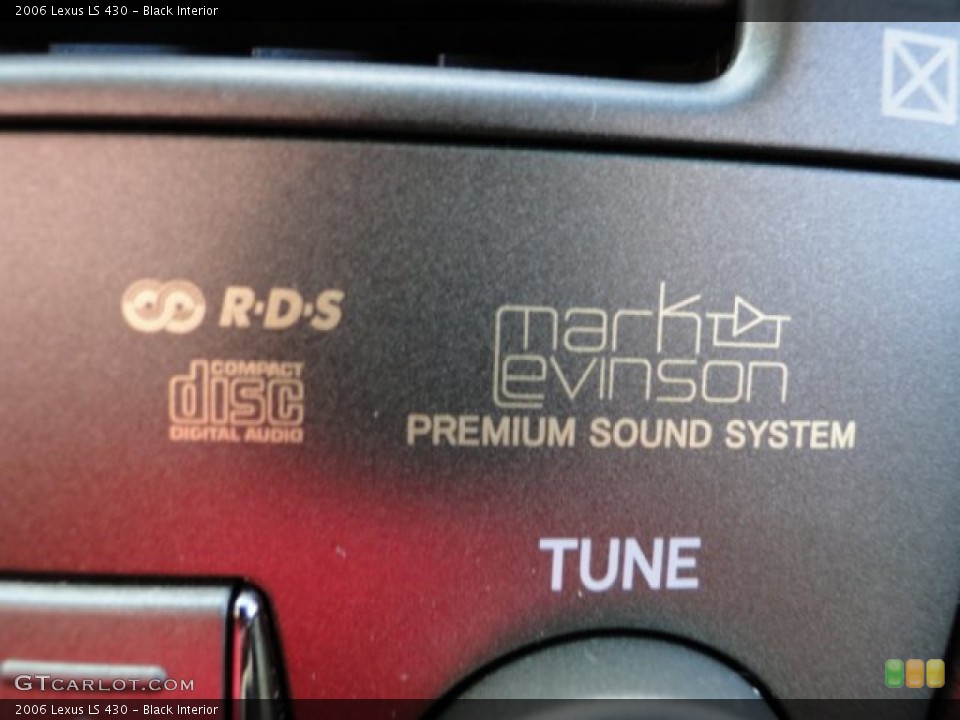 2006 Lexus LS 430 – Black Interior
R·D·S
COMPACT
disc
DIGITAL AUDIO
mark
Levinson
PREMIUM SOUND SYSTEM
TUNE
GTCARLOT.COM
2006 Lexus LS 430 – Black Interior